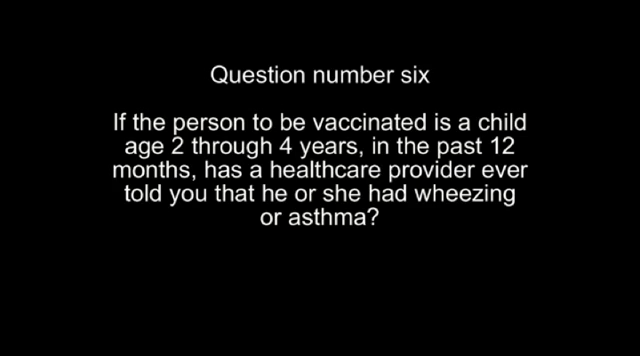 Question number six
If the person to be vaccinated is a child
age 2 through 4 years, in the past 12
months, has a healthcare provider ever
told you that he or she had wheezing
or asthma?